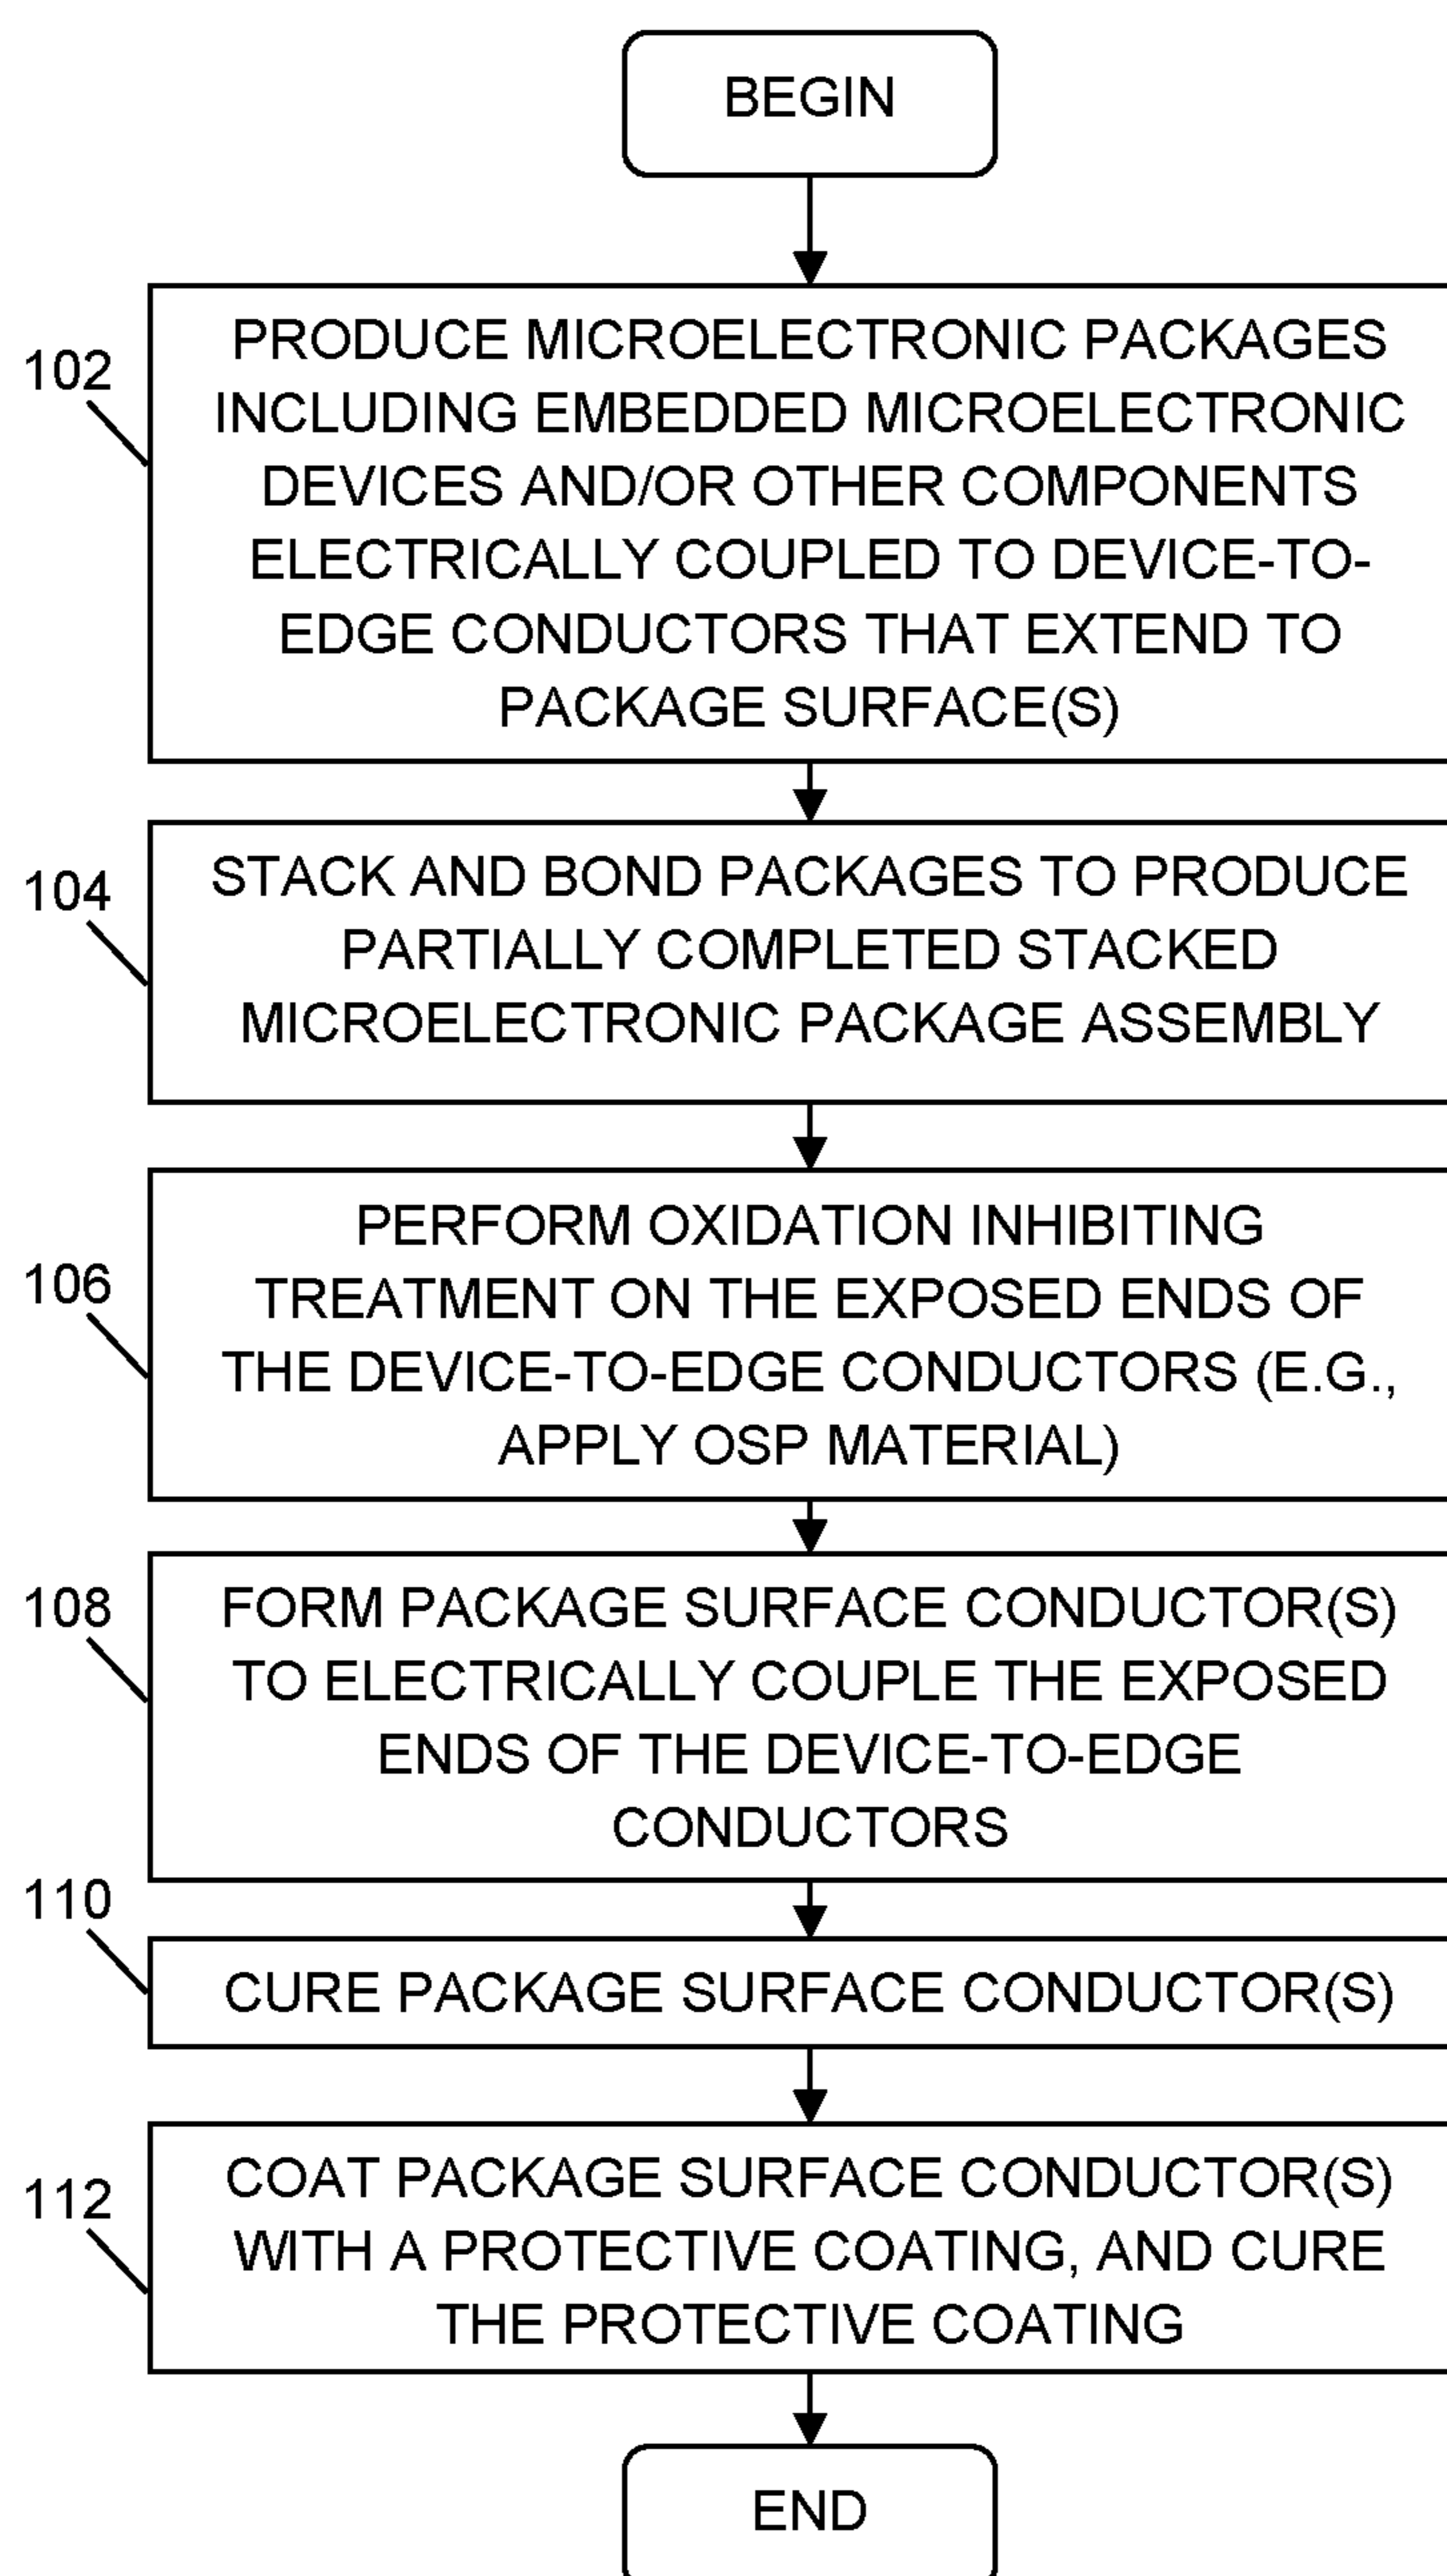 BEGIN
102
PRODUCE MICROELECTRONIC PACKAGES
INCLUDING EMBEDDED MICROELECTRONIC
DEVICES AND/OR OTHER COMPONENTS
ELECTRICALLY COUPLED TO DEVICE-TO-
EDGE CONDUCTORS THAT EXTEND TO
PACKAGE SURFACE(S)
104
STACK AND BOND PACKAGES TO PRODUCE
PARTIALLY COMPLETED STACKED
MICROELECTRONIC PACKAGE ASSEMBLY
106
PERFORM OXIDATION INHIBITING
TREATMENT ON THE EXPOSED ENDS OF
THE DEVICE-TO-EDGE CONDUCTORS (E.G.,
APPLY OSP MATERIAL)
108
FORM PACKAGE SURFACE CONDUCTOR(S)
TO ELECTRICALLY COUPLE THE EXPOSED
ENDS OF THE DEVICE-TO-EDGE
CONDUCTORS
110
CURE PACKAGE SURFACE CONDUCTOR(S)
112
COAT PACKAGE SURFACE CONDUCTOR(S)
WITH A PROTECTIVE COATING, AND CURE
THE PROTECTIVE COATING
END